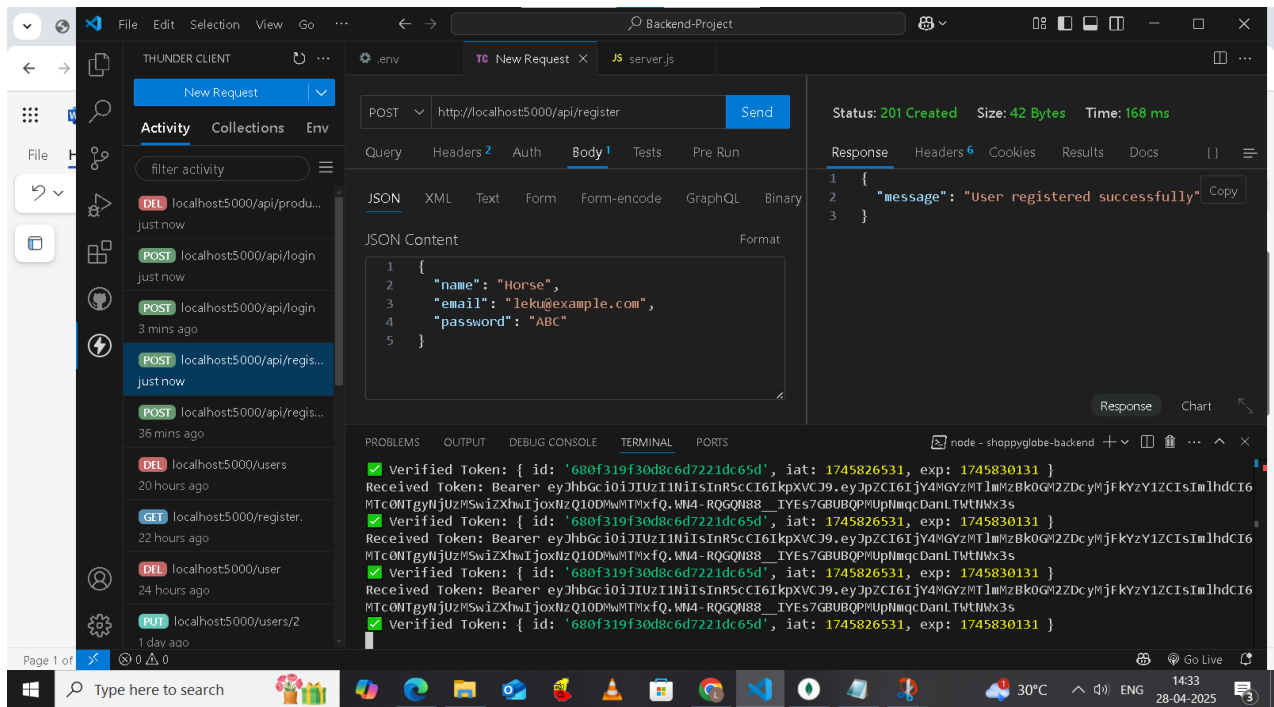 File Edit Selection View Go ···
Backend-Project
THUNDER CLIENT
New Request
Activity Collections Env
filter activity
DEL localhost:5000/api/produ...
just now
POST localhost:5000/api/login
just now
POST localhost:5000/api/login
3 mins ago
POST localhost:5000/api/regis...
just now
POST localhost:5000/api/regis...
36 mins ago
DEL localhost:5000/users
20 hours ago
GET localhost:5000/register.
22 hours ago
DEL localhost:5000/user
24 hours ago
PUT localhost:5000/users/2
1 day ago
.env
TC New Request
JS server.js
POST http://localhost:5000/api/register Send
Query Headers 2 Auth Body 1 Tests Pre Run
JSON XML Text Form Form-encode GraphQL Binary
JSON Content Format
1 {
2 "name": "Horse",
3 "email": "leku@example.com",
4 "password": "ABC"
5 }
Status: 201 Created Size: 42 Bytes Time: 168 ms
Response Headers 6 Cookies Results Docs { }
1 {
2 "message": "User registered successfully"
3 }
Copy
Response Chart
PROBLEMS OUTPUT DEBUG CONSOLE TERMINAL PORTS
node - shoppyglobe-backend
Verified Token: { id: '680f319f30d8c6d7221dc65d', iat: 1745826531, exp: 1745830131 }
Received Token: Bearer eyJhbGciOiJIUzI1NiIsInR5cCI6IkpXVCJ9.eyJpZCI6IjY4MGYzMTlmMzBkOGM2ZDcyMjFkYzY1ZCIsImlhdCI6
MTc0NTgyNjUzMSwiZXhwIjoxNzQ1ODMwMTMxfQ.WN4-RQGQN88__IYEs7GBUBQPMUpNmqcDanLTWtNWx3s
Verified Token: { id: '680f319f30d8c6d7221dc65d', iat: 1745826531, exp: 1745830131 }
Received Token: Bearer eyJhbGciOiJIUzI1NiIsInR5cCI6IkpXVCJ9.eyJpZCI6IjY4MGYzMTlmMzBkOGM2ZDcyMjFkYzY1ZCIsImlhdCI6
MTc0NTgyNjUzMSwiZXhwIjoxNzQ1ODMwMTMxfQ.WN4-RQGQN88__IYEs7GBUBQPMUpNmqcDanLTWtNWx3s
Verified Token: { id: '680f319f30d8c6d7221dc65d', iat: 1745826531, exp: 1745830131 }
Received Token: Bearer eyJhbGciOiJIUzI1NiIsInR5cCI6IkpXVCJ9.eyJpZCI6IjY4MGYzMTlmMzBkOGM2ZDcyMjFkYzY1ZCIsImlhdCI6
MTc0NTgyNjUzMSwiZXhwIjoxNzQ1ODMwMTMxfQ.WN4-RQGQN88__IYEs7GBUBQPMUpNmqcDanLTWtNWx3s
Verified Token: { id: '680f319f30d8c6d7221dc65d', iat: 1745826531, exp: 1745830131 }
File
Page 1 of
0 0
Go Live
Type here to search
1
30°C ENG
14:33
28-04-2025
3